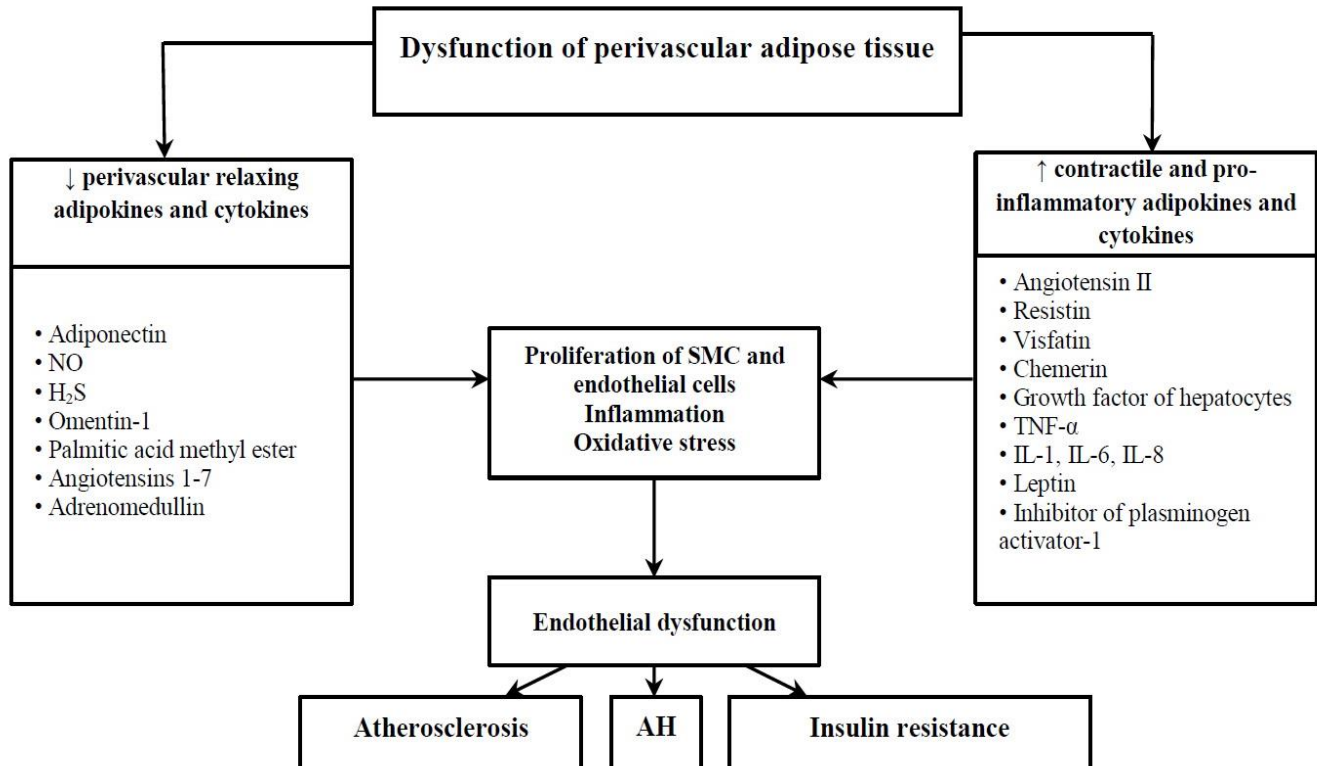 Dysfunction of perivascular adipose tissue
↓ perivascular relaxing
adipokines and cytokines
• Adiponectin
• NO
• H₂S
• Omentin-1
• Palmitic acid methyl ester
• Angiotensins 1-7
• Adrenomedullin
Proliferation of SMC and
endothelial cells
Inflammation
Oxidative stress
↑ contractile and pro-
inflammatory adipokines and
cytokines
• Angiotensin II
• Resistin
• Visfatin
• Chemerin
• Growth factor of hepatocytes
• TNF-α
• IL-1, IL-6, IL-8
• Leptin
• Inhibitor of plasminogen
activator-1
Endothelial dysfunction
Atherosclerosis
AH
Insulin resistance